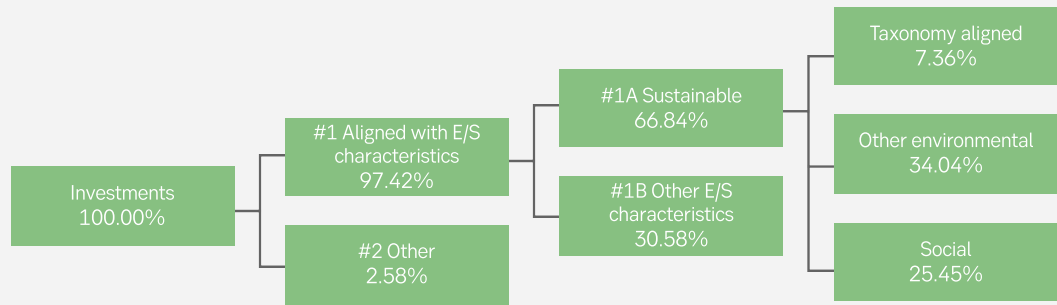 Investments
100.00%
#1 Aligned with E/S
characteristics
97.42%
#2 Other
2.58%
#1A Sustainable
66.84%
#1B Other E/S
characteristics
30.58%
Taxonomy aligned
7.36%
Other environmental
34.04%
Social
25.45%